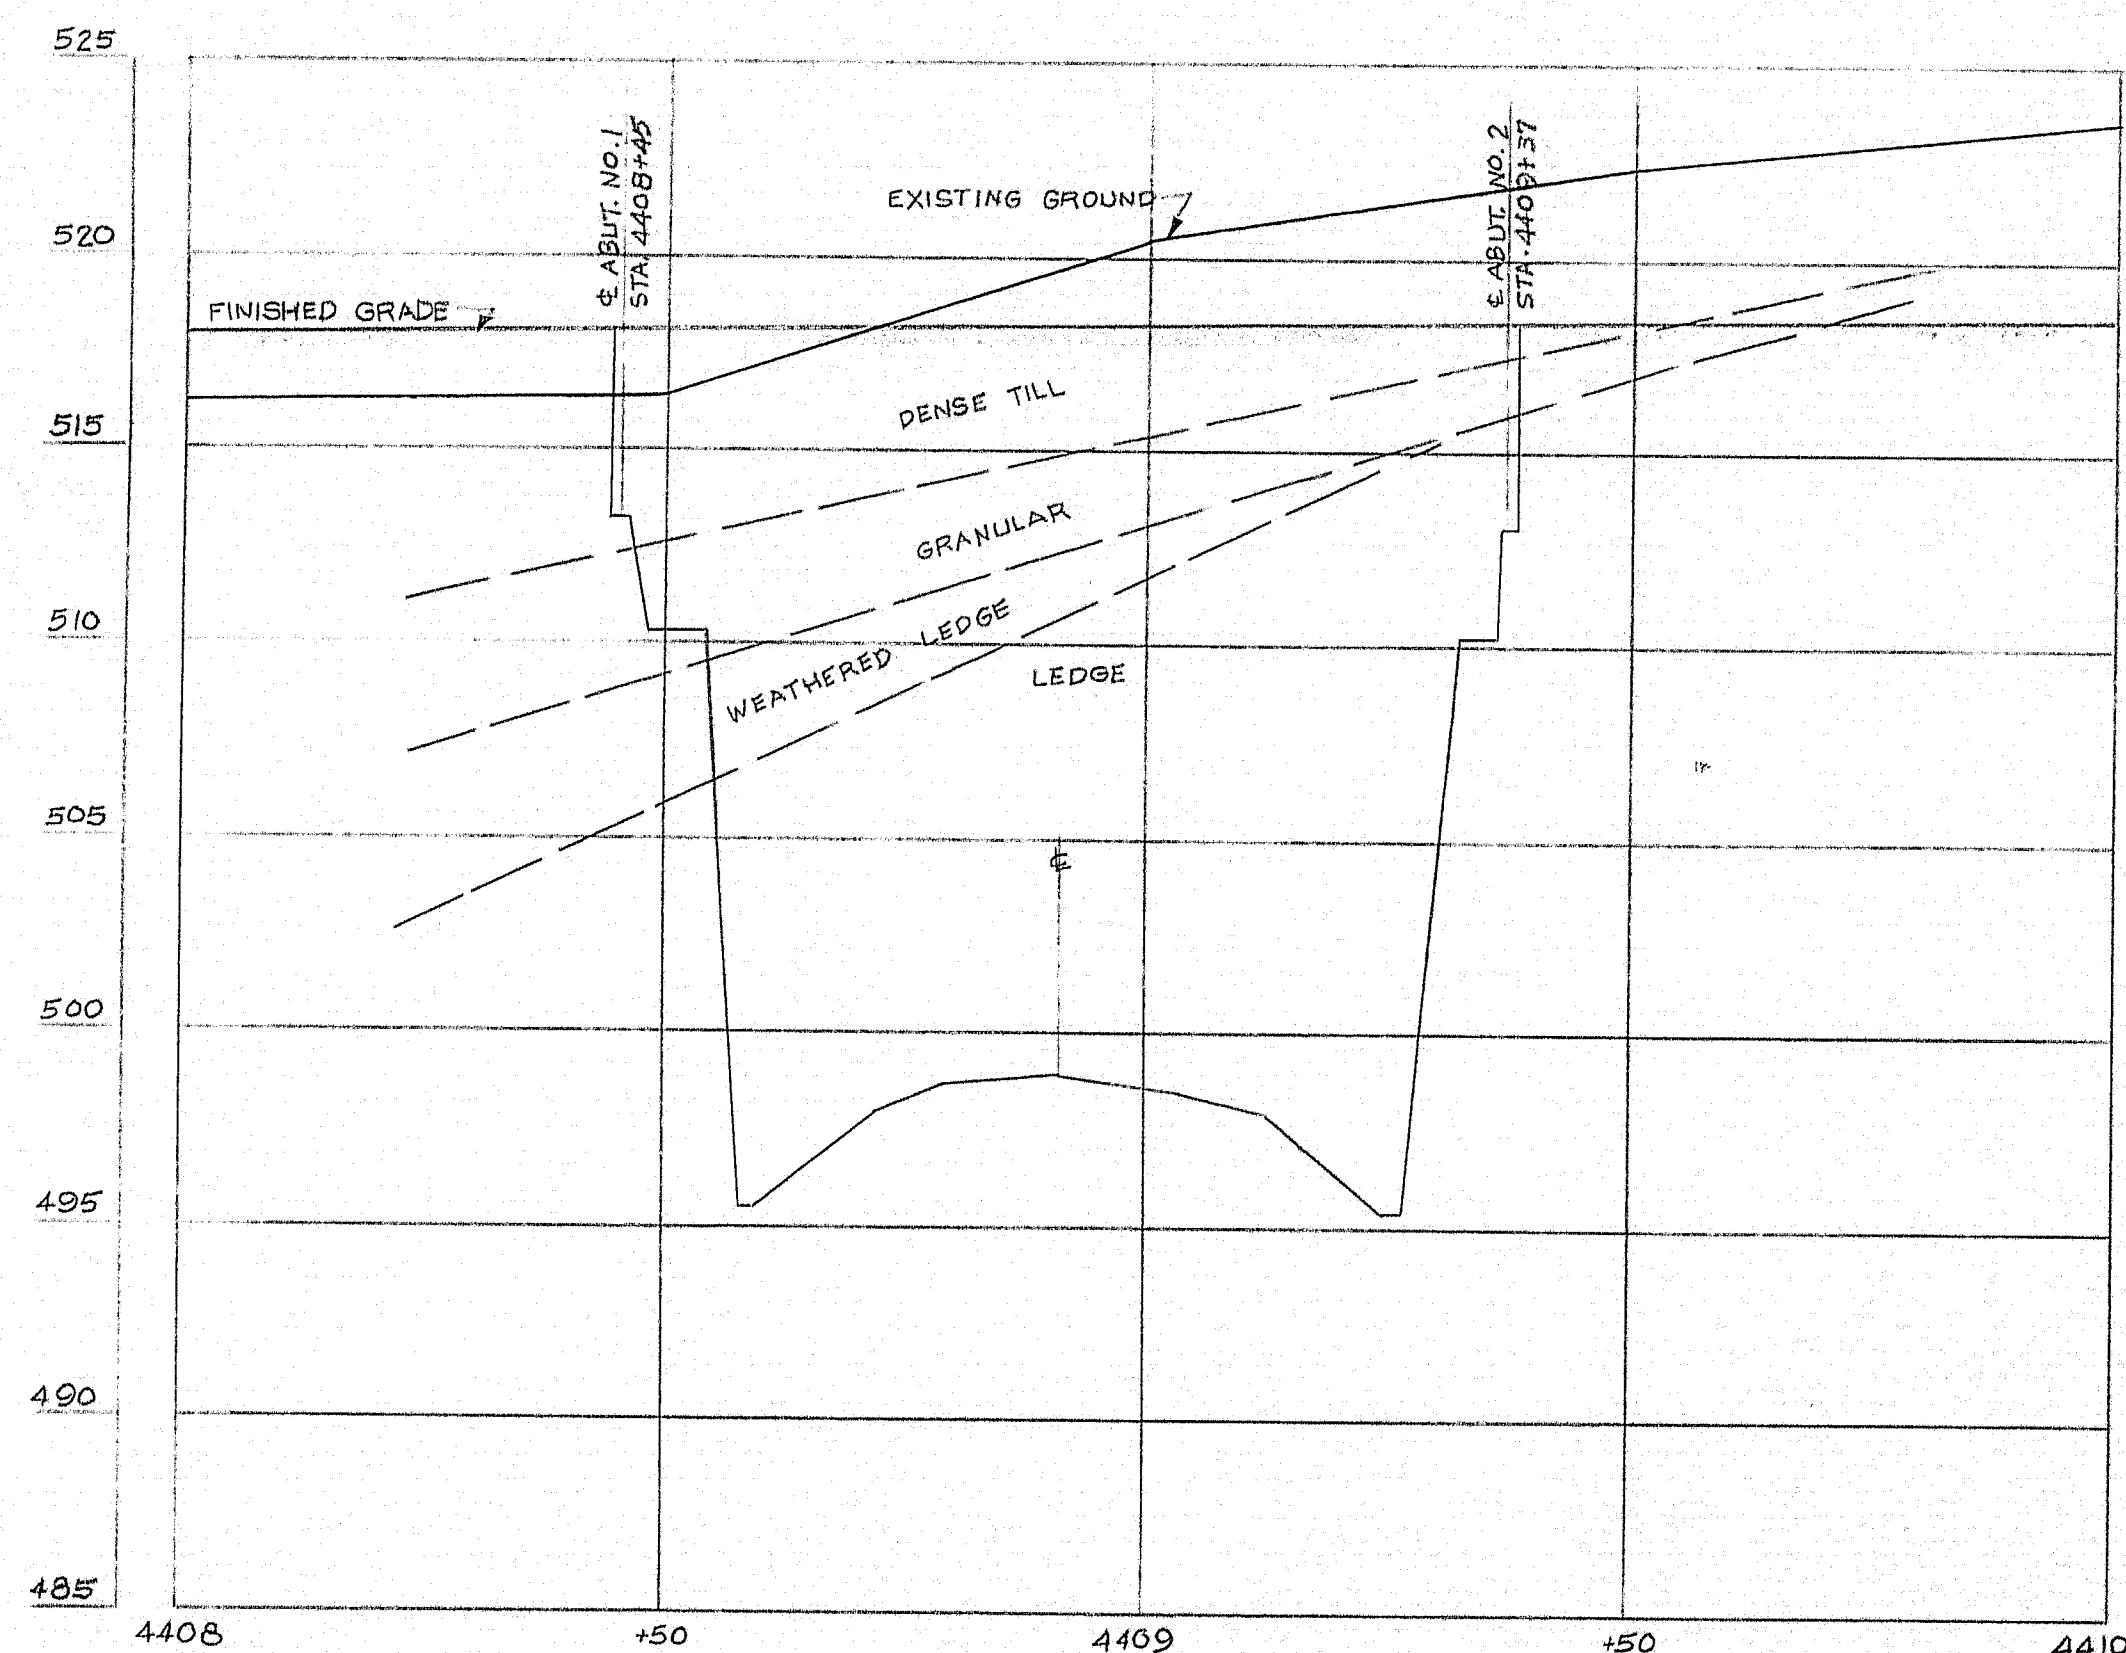 525
520
515
510
505
500
495
490
485
℄ ABUT. NO. 1
STA. 4408+45
℄ ABUT. NO. 2
STA. 4409+37
EXISTING GROUND
FINISHED GRADE
DENSE TILL
GRANULAR
WEATHERED LEDGE
LEDGE
℄
4408
+50
4409
+50
4410